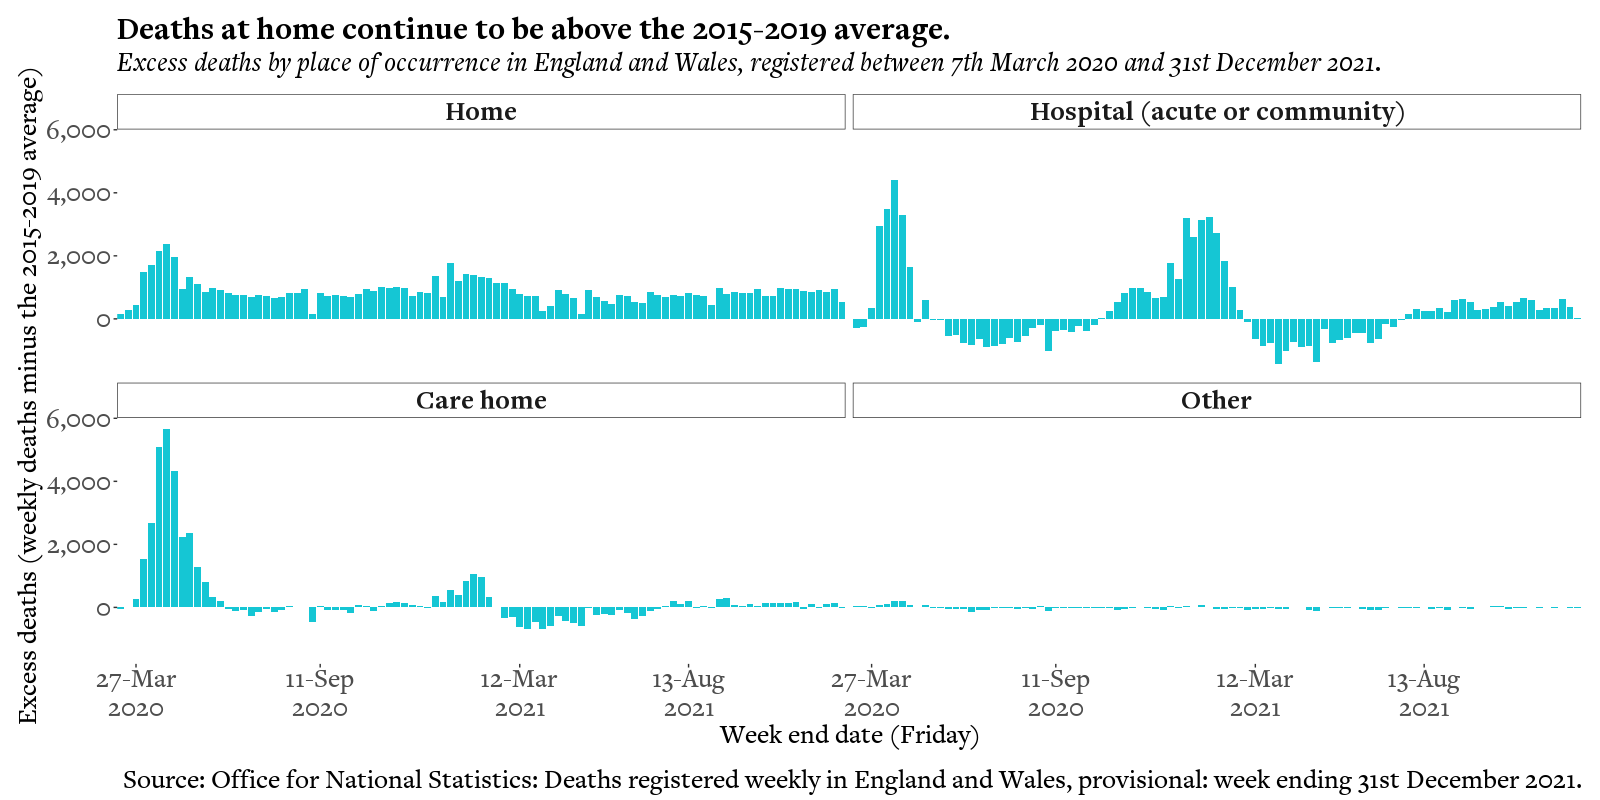 Deaths at home continue to be above the 2015-2019 average.
Excess deaths by place of occurrence in England and Wales, registered between 7th March 2020 and 31st December 2021.
Excess deaths (weekly deaths minus the 2015-2019 average)
Home
Hospital (acute or community)
6,000
4,000
2,000
0
Care home
Other
6,000
4,000
2,000
0
27-Mar
2020
11-Sep
2020
12-Mar
2021
13-Aug
2021
27-Mar
2020
11-Sep
2020
12-Mar
2021
13-Aug
2021
Week end date (Friday)
Source: Office for National Statistics: Deaths registered weekly in England and Wales, provisional: week ending 31st December 2021.